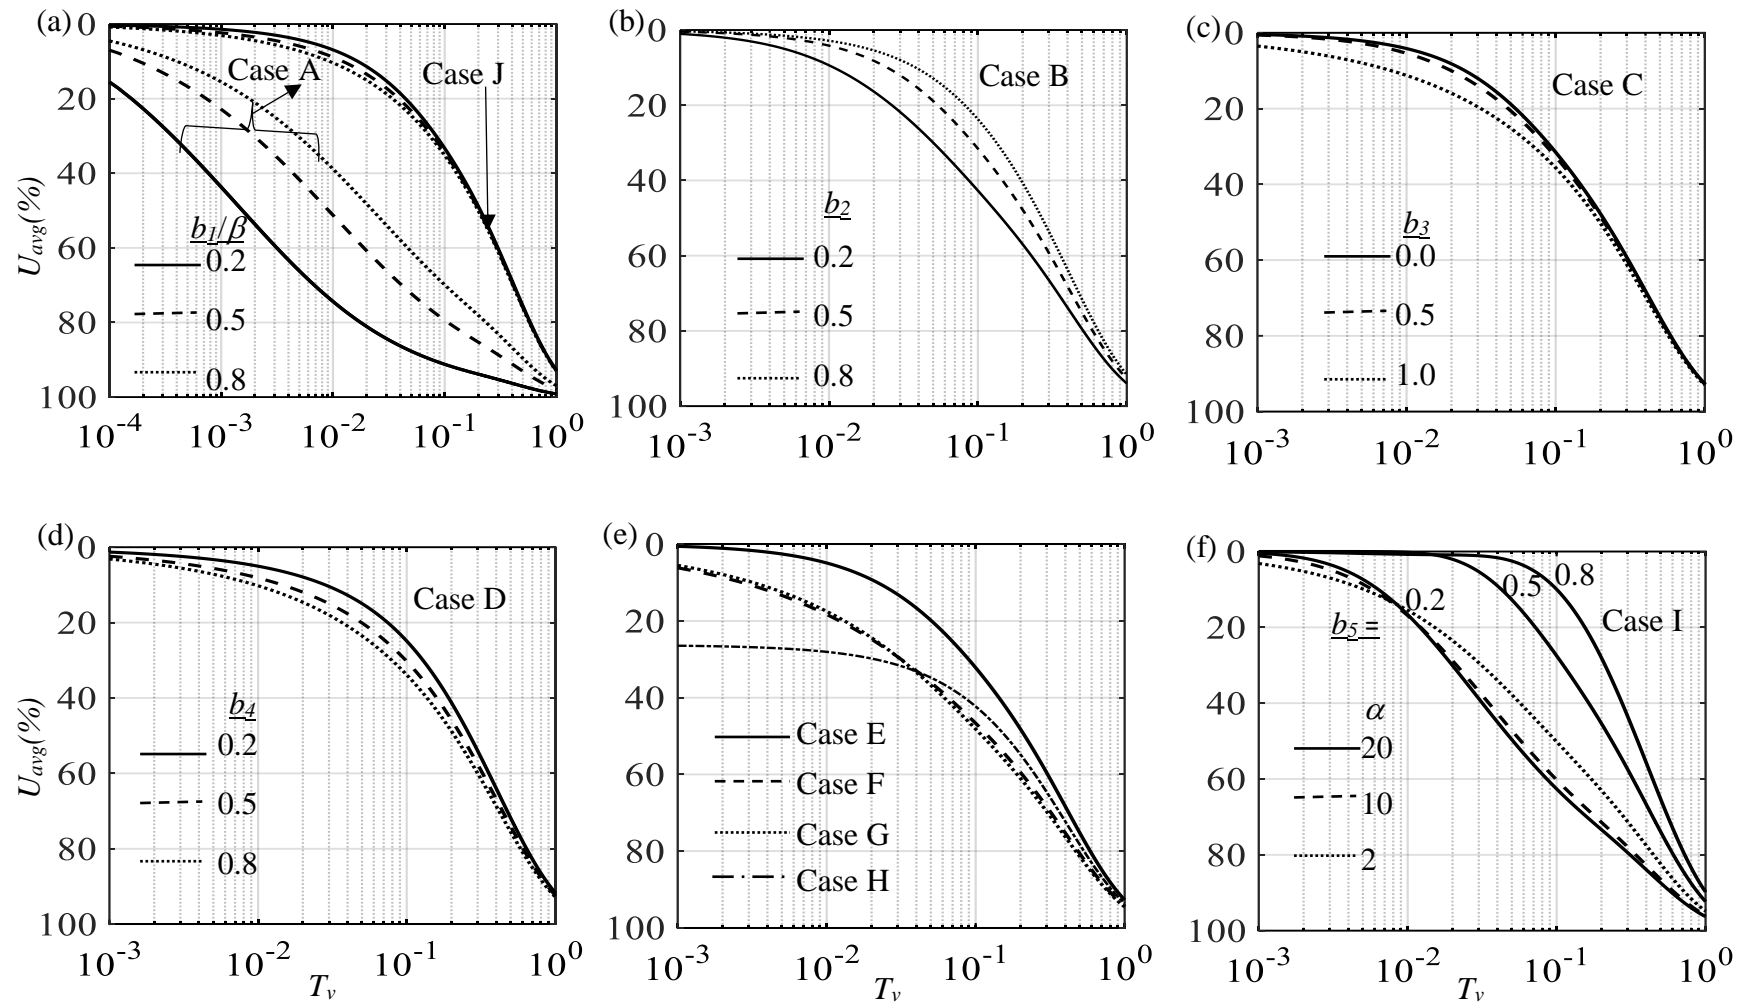 (a)
0
20
40
60
80
100
U_avg(%)
Case A
Case J
b_1/β
0.2
0.5
0.8
10^-4
10^-3
10^-2
10^-1
10^0
(b)
0
20
40
60
80
100
Case B
b_2
0.2
0.5
0.8
10^-3
10^-2
10^-1
10^0
(c)
0
20
40
60
80
100
Case C
b_3
0.0
0.5
1.0
10^-3
10^-2
10^-1
10^0
(d)
0
20
40
60
80
100
U_avg(%)
Case D
b_4
0.2
0.5
0.8
10^-3
10^-2
10^-1
10^0
T_v
(e)
0
20
40
60
80
100
Case E
Case F
Case G
Case H
10^-3
10^-2
10^-1
10^0
T_v
(f)
0
20
40
60
80
100
0.2
0.5
0.8
b_5 =
Case I
α
20
10
2
10^-3
10^-2
10^-1
10^0
T_v